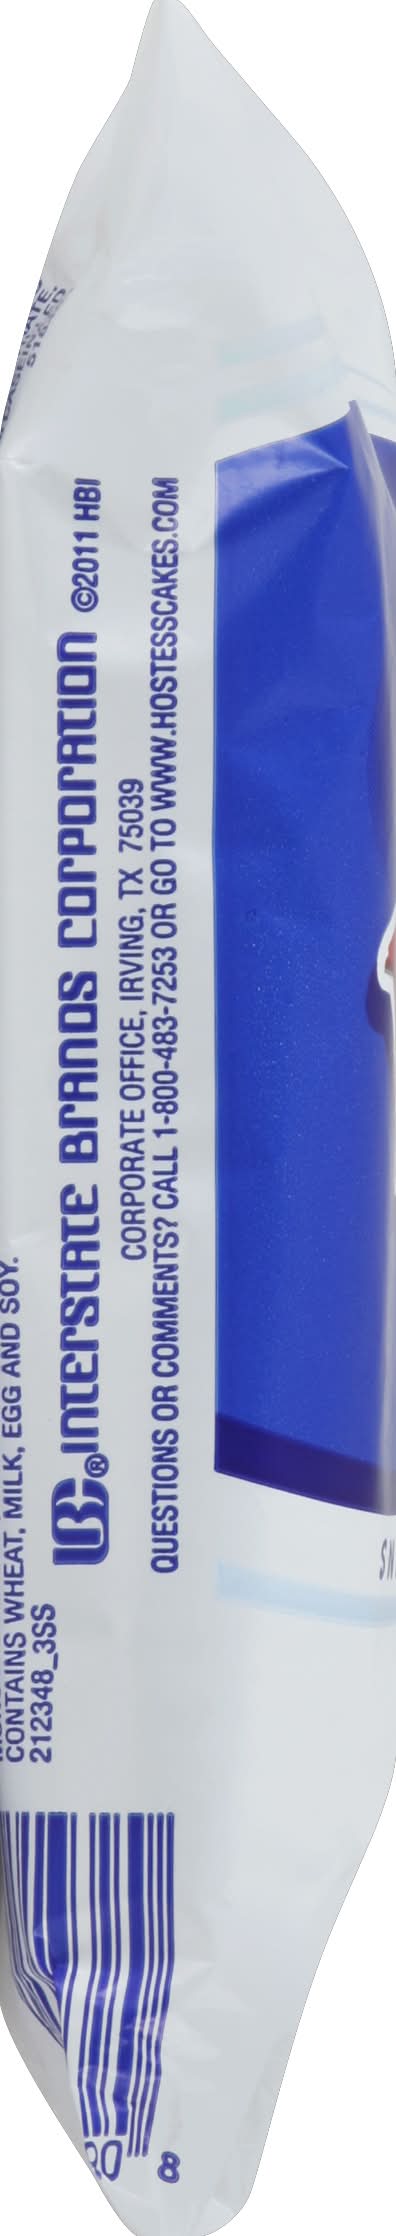 CONTAINS WHEAT, MILK, EGG AND SOY.
212348_3SS
IBC® INTERSTATE BRANDS CORPORATION ©2011 HBI
CORPORATE OFFICE, IRVING, TX 75039
QUESTIONS OR COMMENTS? CALL 1-800-483-7253 OR GO TO WWW.HOSTESSCAKES.COM
8